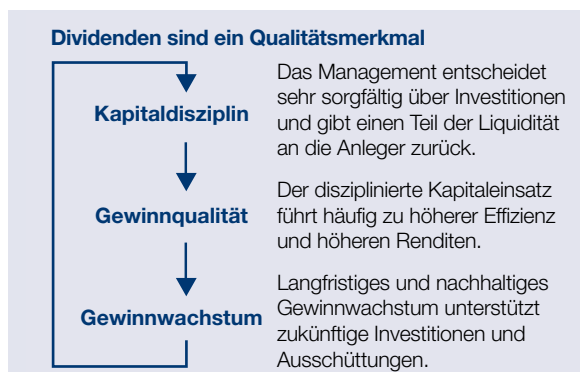 Dividenden sind ein Qualitätsmerkmal
Kapitaldisziplin
Das Management entscheidet
sehr sorgfältig über Investitionen
und gibt einen Teil der Liquidität
an die Anleger zurück.
Gewinnqualität
Der disziplinierte Kapitaleinsatz
führt häufig zu höherer Effizienz
und höheren Renditen.
Gewinnwachstum
Langfristiges und nachhaltiges
Gewinnwachstum unterstützt
zukünftige Investitionen und
Ausschüttungen.